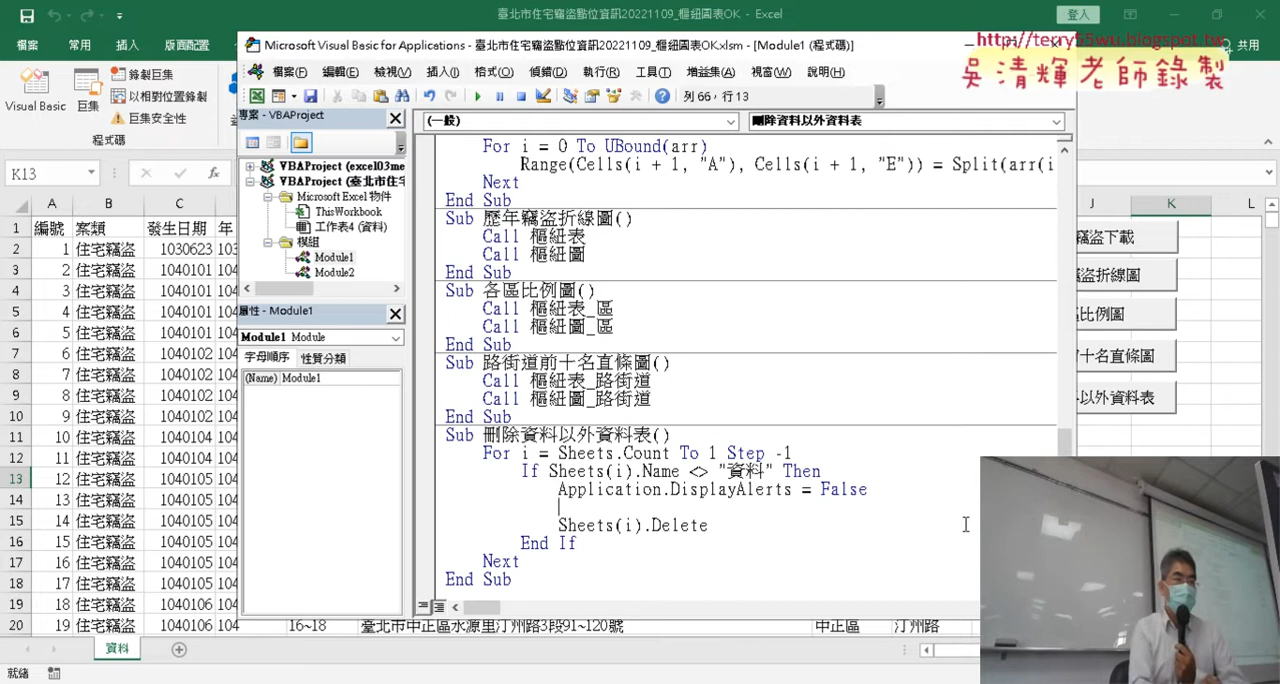 臺北市住宅竊盜點位資訊20221109_樞紐圖表OK - Excel
登入
http://terry55wu.blogspot.tw
吳清輝老師錄製
檔案 常用 插入 版面配置
共用
Visual Basic
巨集
錄製巨集
以相對位置錄製
巨集安全性
程式碼
Microsoft Visual Basic for Applications - 臺北市住宅竊盜點位資訊20221109_樞紐圖表OK.xlsm - [Module1 (程式碼)]
檔案(F) 編輯(E) 檢視(V) 插入(I) 格式(O) 偵錯(D) 執行(R) 工具(T) 增益集(A) 視窗(W) 說明(H)
列 66, 行 13
專案 - VBAProject
VBAProject (excel03me
VBAProject (臺北市住宅
Microsoft Excel 物件
ThisWorkbook
工作表4 (資料)
模組
Module1
Module2
屬性 - Module1
Module1 Module
字母順序 性質分類
(Name) Module1
(一般)
刪除資料以外資料表
For i = 0 To UBound(arr)
Range(Cells(i + 1, "A"), Cells(i + 1, "E")) = Split(arr(i
Next
End Sub
Sub 歷年竊盜折線圖()
Call 樞紐表
Call 樞紐圖
End Sub
Sub 各區比例圖()
Call 樞紐表_區
Call 樞紐圖_區
End Sub
Sub 路街道前十名直條圖()
Call 樞紐表_路街道
Call 樞紐圖_路街道
End Sub
Sub 刪除資料以外資料表()
For i = Sheets.Count To 1 Step -1
If Sheets(i).Name <> "資料" Then
Application.DisplayAlerts = False
Sheets(i).Delete
End If
Next
End Sub
K13
fx
A B C J K L
1 編號 案類 發生日期 年
2 1 住宅竊盜 1030623 103
3 2 住宅竊盜 1040101 104
4 3 住宅竊盜 1040101 104
5 4 住宅竊盜 1040101 104
6 5 住宅竊盜 1040101 104
7 6 住宅竊盜 1040102 104
8 7 住宅竊盜 1040102 104
9 8 住宅竊盜 1040102 104
10 9 住宅竊盜 1040102 104
11 10 住宅竊盜 1040104 104
12 11 住宅竊盜 1040104 104
13 12 住宅竊盜 1040105 104
14 13 住宅竊盜 1040105 104
15 14 住宅竊盜 1040105 104
16 15 住宅竊盜 1040105 104
17 16 住宅竊盜 1040105 104
18 17 住宅竊盜 1040105 104
19 18 住宅竊盜 1040106 104
20 19 住宅竊盜 1040106 104 16~18 臺北市中正區水源里汀州路3段91~120號 中正區 汀州路
竊盜下載
盜折線圖
比例圖
十名直條圖
以外資料表
資料
就緒